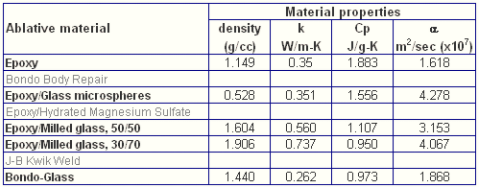 Ablative material
Material properties
density (g/cc)
k W/m-K
Cp J/g-K
α m²/sec (x10⁷)
Epoxy 1.149 0.35 1.883 1.618
Bondo Body Repair
Epoxy/Glass microspheres 0.528 0.351 1.556 4.278
Epoxy/Hydrated Magnesium Sulfate
Epoxy/Milled glass, 50/50 1.604 0.560 1.107 3.153
Epoxy/Milled glass, 30/70 1.906 0.737 0.950 4.067
J-B Kwik Weld
Bondo-Glass 1.440 0.262 0.973 1.868